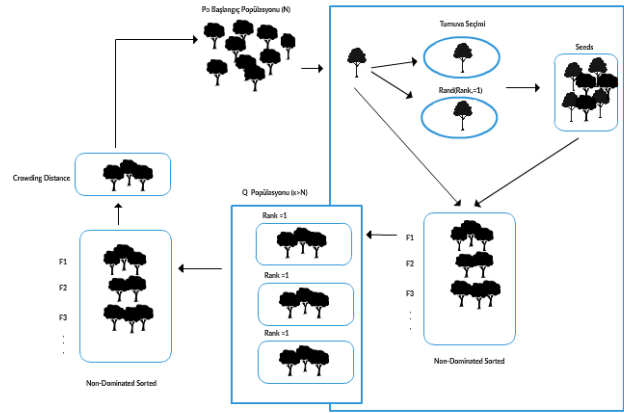 P0 Başlangıç Popülasyonu (N)
Turnuva Seçimi
Rand(Rank,=1)
Seeds
Crowding Distance
Q Popülasyonu (x>N)
Rank =1
Rank =1
Rank =1
F1
F2
F3
.
.
.
Non-Dominated Sorted
F1
F2
F3
.
.
Non-Dominated Sorted